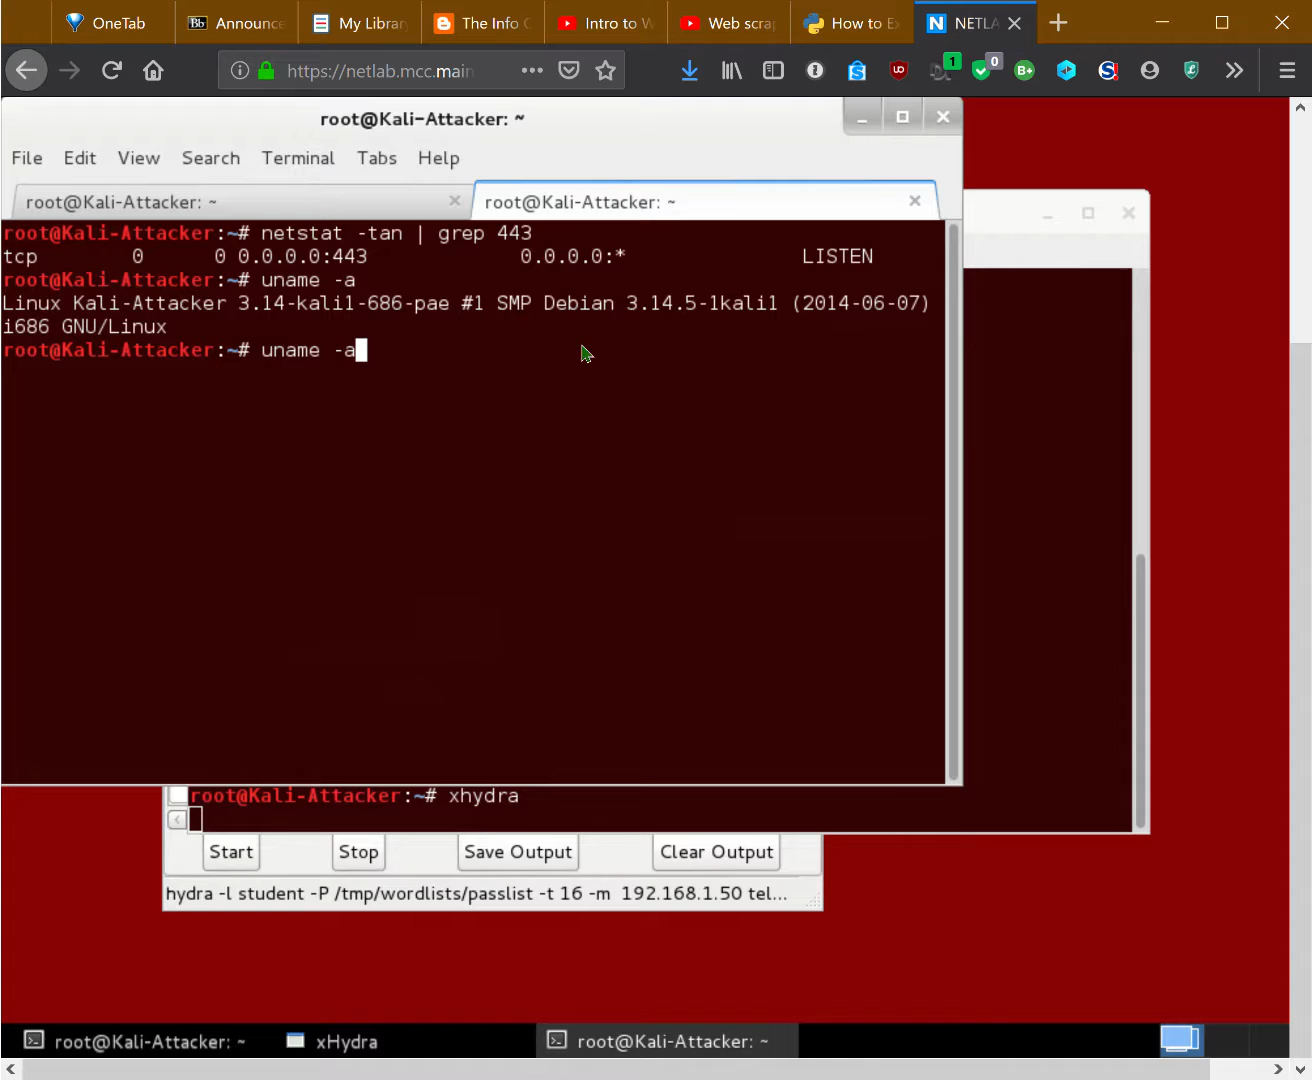 OneTab
Announc
My Librar
The Info
Intro to W
Web scra
How to E
NETLA
https://netlab.mcc.main
1
0
root@Kali-Attacker: ~
File Edit View Search Terminal Tabs Help
root@Kali-Attacker: ~
root@Kali-Attacker: ~
root@Kali-Attacker:~# netstat -tan | grep 443
tcp 0 0 0.0.0.0:443 0.0.0.0:* LISTEN
root@Kali-Attacker:~# uname -a
Linux Kali-Attacker 3.14-kali1-686-pae #1 SMP Debian 3.14.5-1kali1 (2014-06-07)
i686 GNU/Linux
root@Kali-Attacker:~# uname -a
root@Kali-Attacker:~# xhydra
Start Stop Save Output Clear Output
hydra -l student -P /tmp/wordlists/passlist -t 16 -m 192.168.1.50 tel...
root@Kali-Attacker: ~
xHydra
root@Kali-Attacker: ~